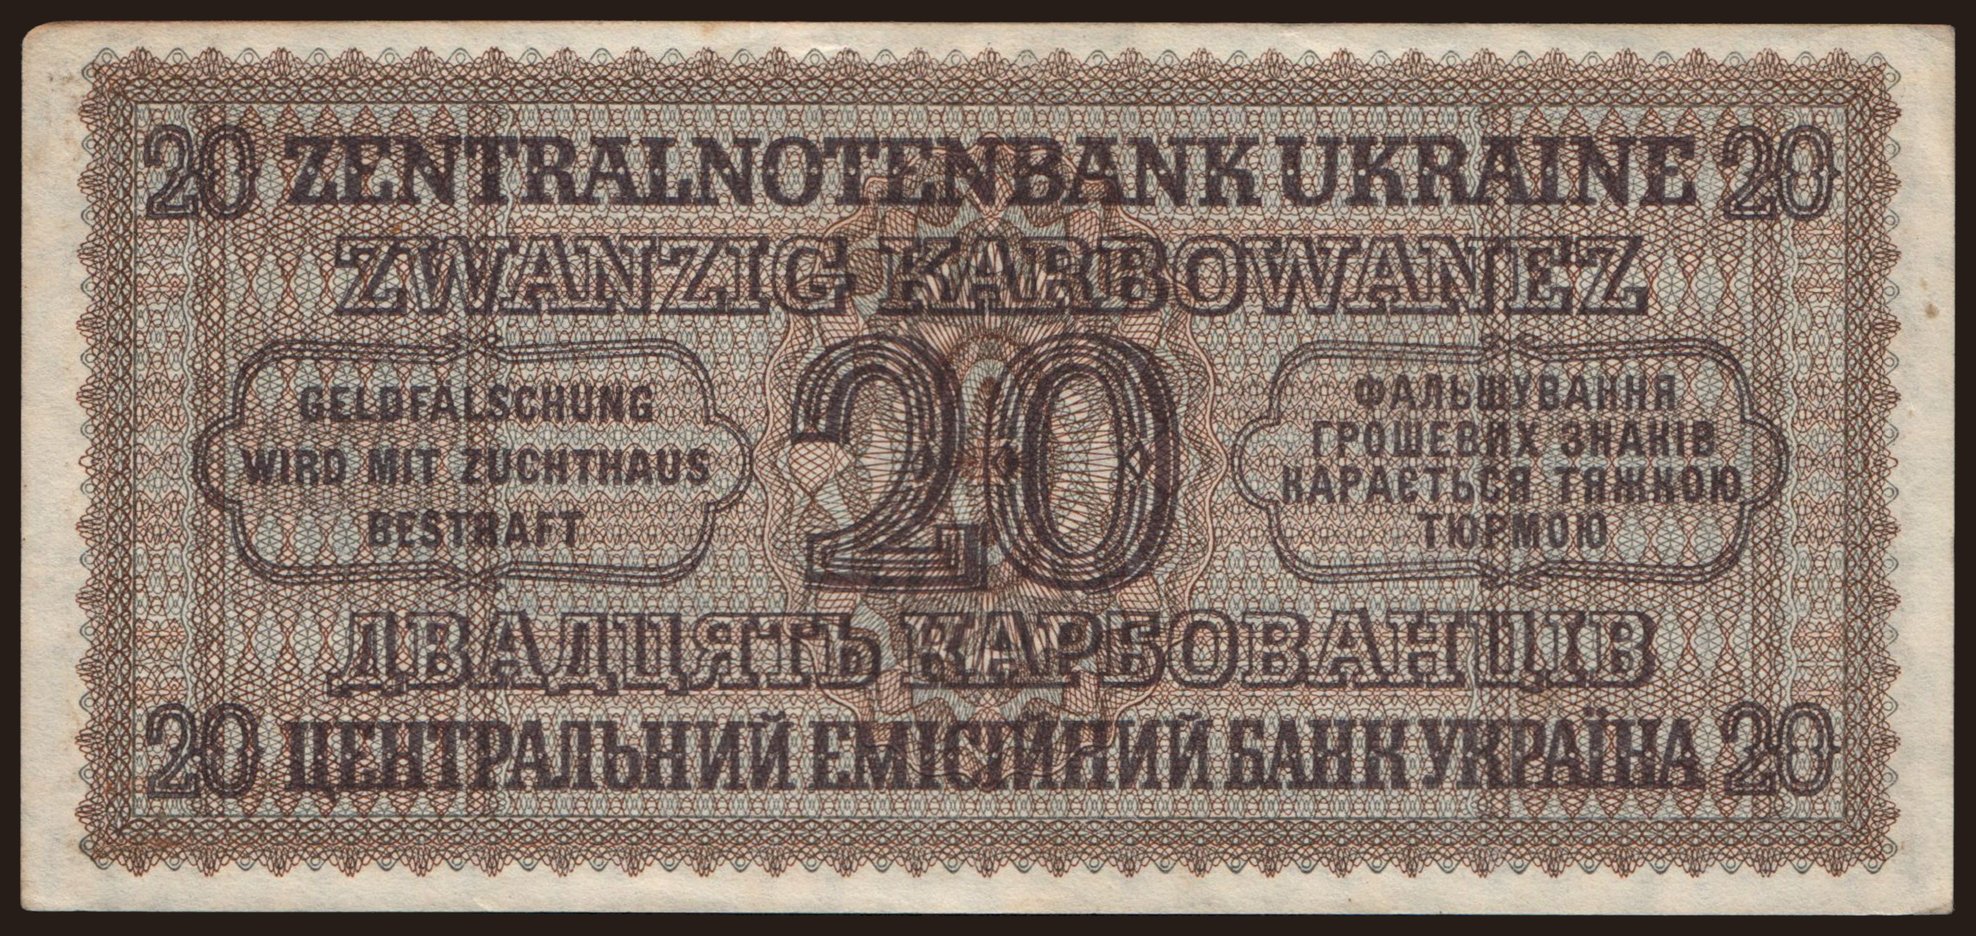 20 ZENTRALNOTENBANK UKRAINE 20
ZWANZIG KARBOWANEZ
GELDFÄLSCHUNG
WIRD MIT ZUCHTHAUS
BESTRAFT
20
ФАЛЬШУВАННЯ
ГРОШЕВИХ ЗНАКІВ
КАРАЄТЬСЯ ТЯЖКОЮ
ТЮРМОЮ
ДВАДЦЯТЬ КАРБОВАНЦІВ
20 ЦЕНТРАЛЬНИЙ ЕМІСІЙНИЙ БАНК УКРАЇНА 20